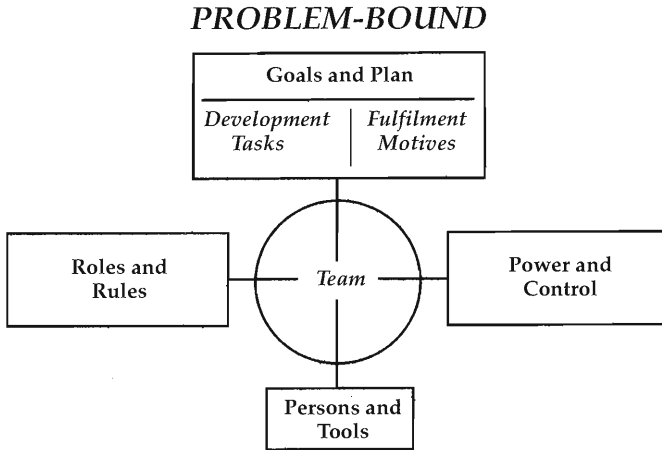 PROBLEM-BOUND
Goals and Plan
Development
Tasks
Fulfilment
Motives
Roles and
Rules
Team
Power and
Control
Persons and
Tools